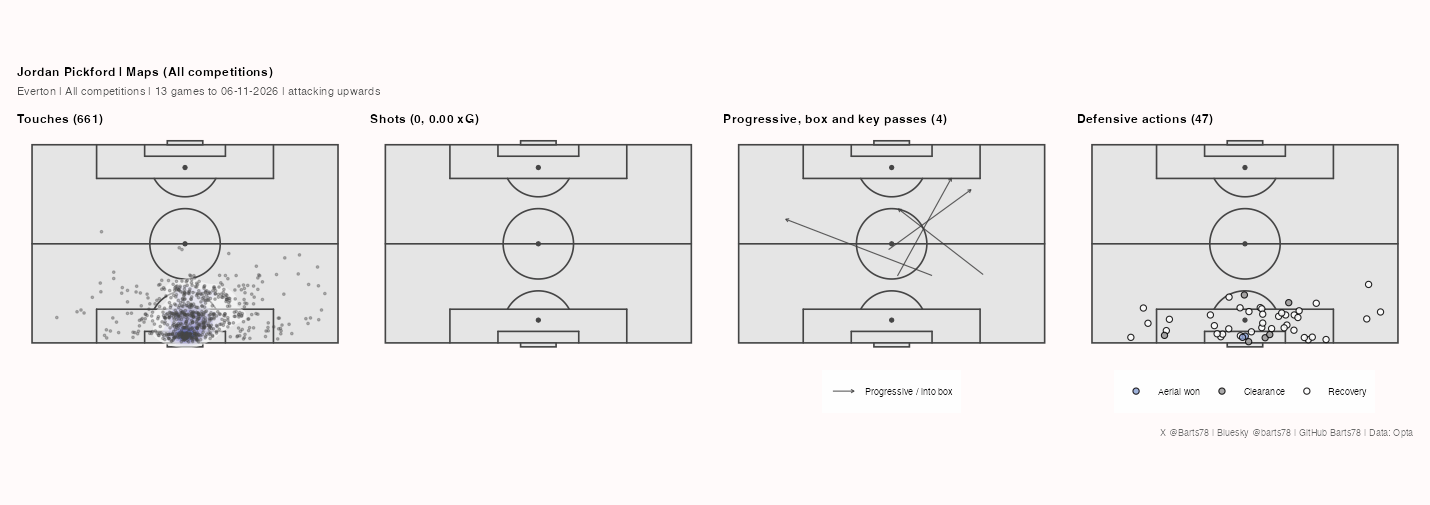 Jordan Pickford | Maps (All competitions)
Everton | All competitions | 13 games to 06-11-2026 | attacking upwards
Touches (661)
Shots (0, 0.00 xG)
Progressive, box and key passes (4)
Defensive actions (47)
Progressive / into box
Aerial won
Clearance
Recovery
X @Barts78 | Bluesky @barts78 | GitHub Barts78 | Data: Opta